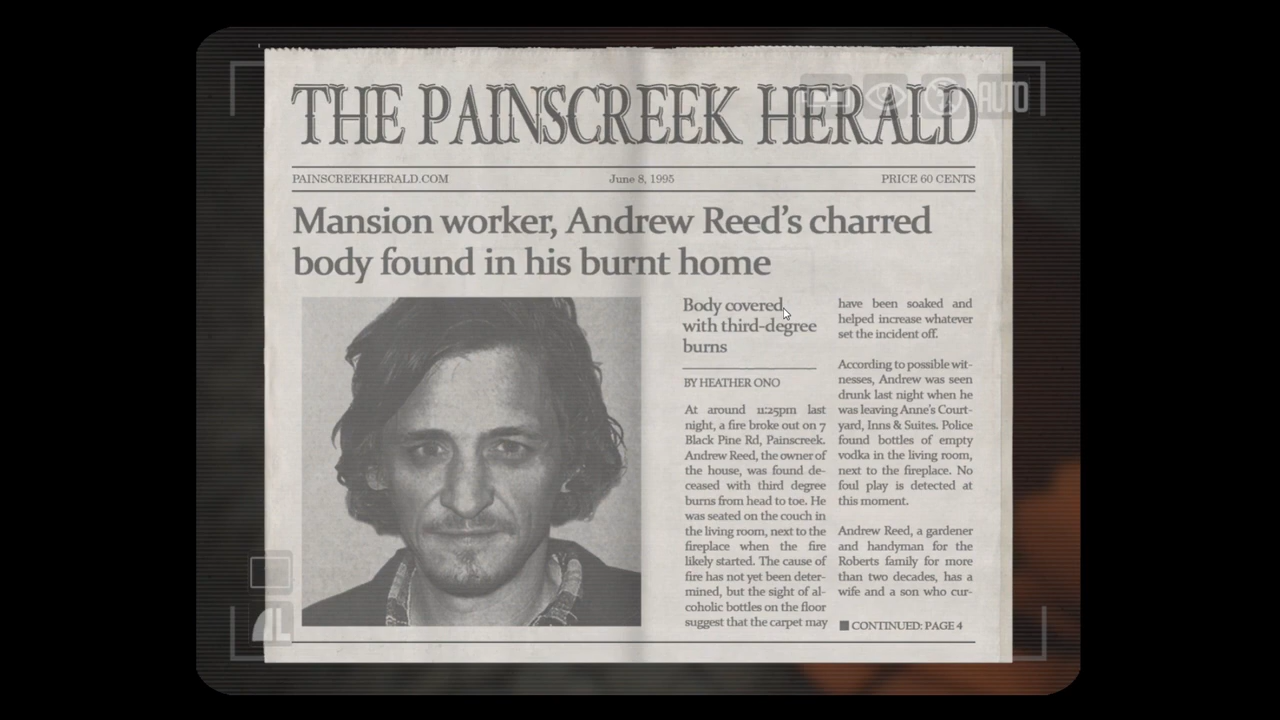 THE PAINSCREEK HERALD
AUTO
PAINSCREEKHERALD.COM
June 8, 1995
PRICE 60 CENTS
Mansion worker, Andrew Reed's charred
body found in his burnt home
Body covered
with third-degree
burns
BY HEATHER ONO
At around 11:25pm last
night, a fire broke out on 7
Black Pine Rd, Painscreek.
Andrew Reed, the owner of
the house, was found de-
ceased with third degree
burns from head to toe. He
was seated on the couch in
the living room, next to the
fireplace when the fire
likely started. The cause of
fire has not yet been deter-
mined, but the sight of al-
coholic bottles on the floor
suggest that the carpet may
have been soaked and
helped increase whatever
set the incident off.
According to possible wit-
nesses, Andrew was seen
drunk last night when he
was leaving Anne's Court-
yard, Inns & Suites. Police
found bottles of empty
vodka in the living room,
next to the fireplace. No
foul play is detected at
this moment.
Andrew Reed, a gardener
and handyman for the
Roberts family for more
than two decades, has a
wife and a son who cur-
CONTINUED: PAGE 4